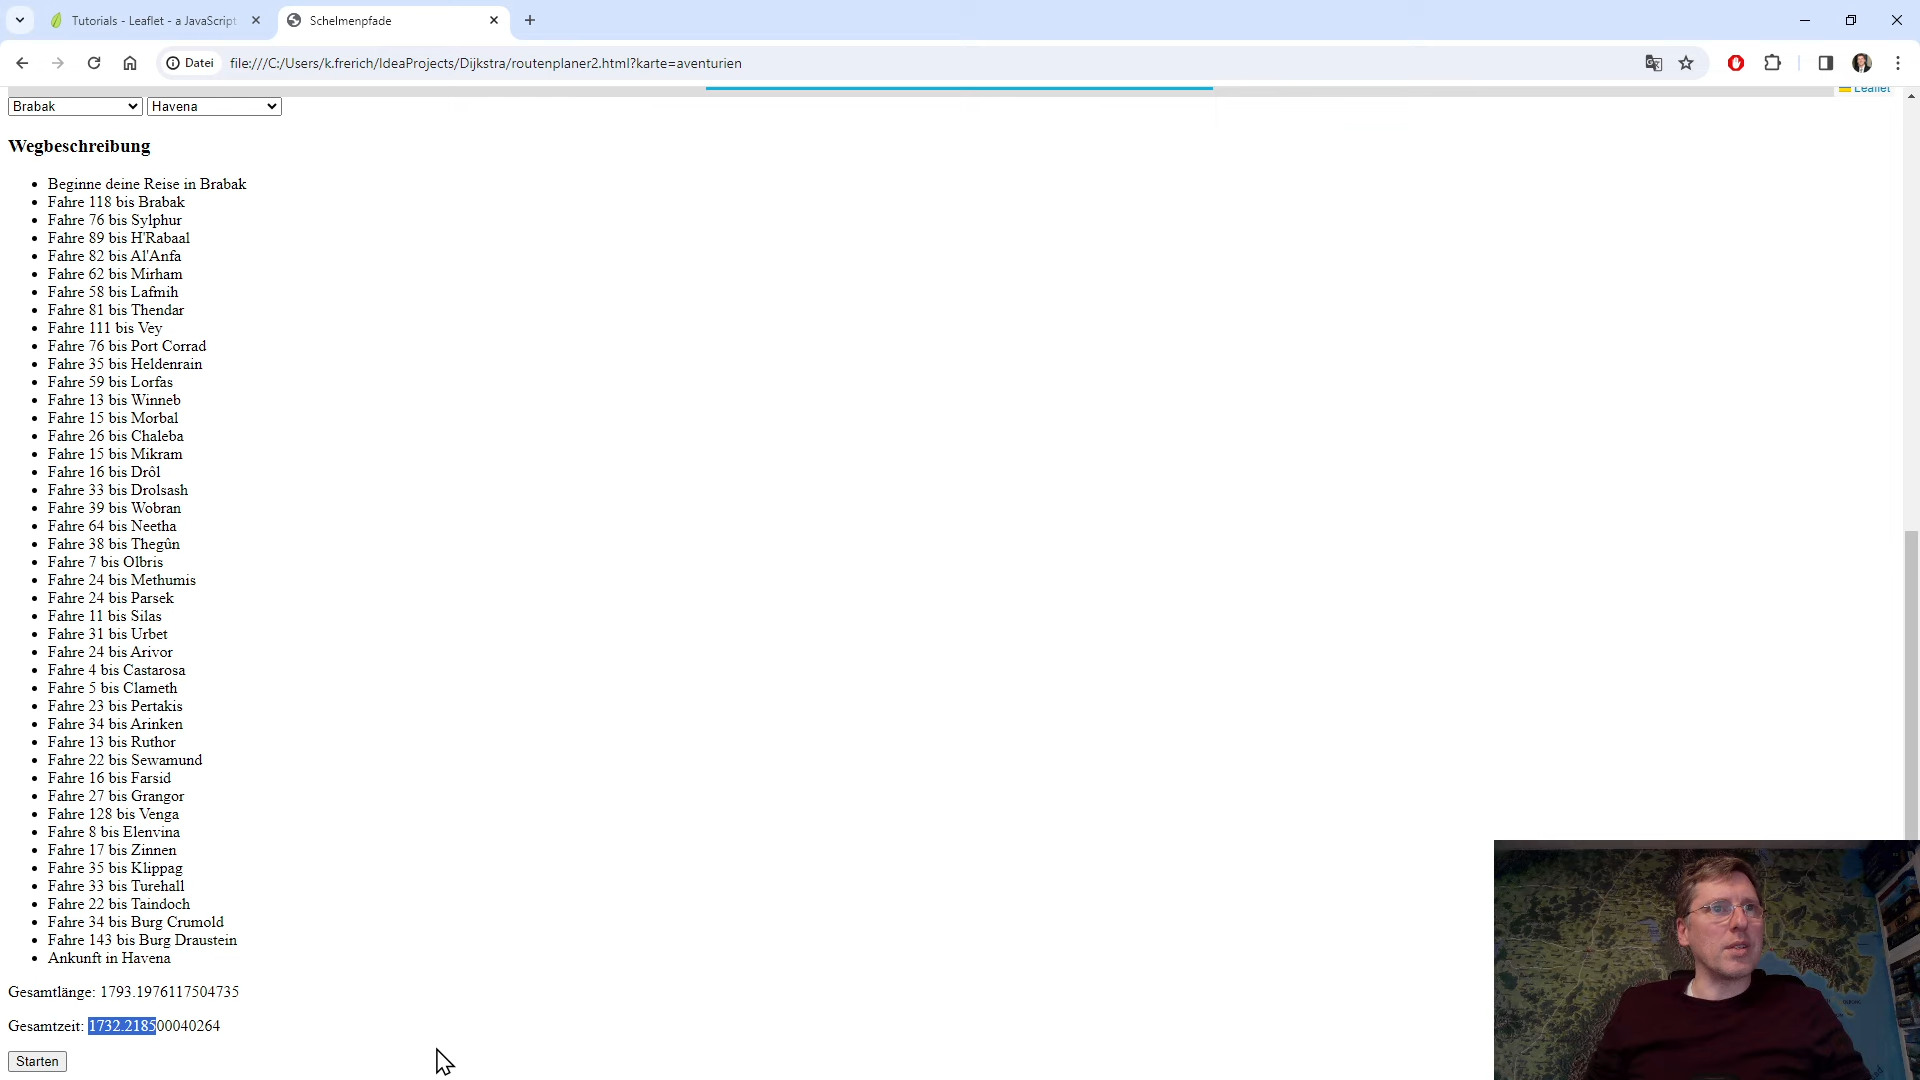 Tutorials - Leaflet - a JavaScript
Schelmenpfade
Datei
file:///C:/Users/k.frerich/IdeaProjects/Dijkstra/routenplaner2.html?karte=aventurien
Leaflet
Brabak Havena
Wegbeschreibung
Beginne deine Reise in Brabak
Fahre 118 bis Brabak
Fahre 76 bis Sylphur
Fahre 89 bis H'Rabaal
Fahre 82 bis Al'Anfa
Fahre 62 bis Mirham
Fahre 58 bis Lafmih
Fahre 81 bis Thendar
Fahre 111 bis Vey
Fahre 76 bis Port Corrad
Fahre 35 bis Heldenrain
Fahre 59 bis Lorfas
Fahre 13 bis Winneb
Fahre 15 bis Morbal
Fahre 26 bis Chaleba
Fahre 15 bis Mikram
Fahre 16 bis Drôl
Fahre 33 bis Drolsash
Fahre 39 bis Wobran
Fahre 64 bis Neetha
Fahre 38 bis Thegûn
Fahre 7 bis Olbris
Fahre 24 bis Methumis
Fahre 24 bis Parsek
Fahre 11 bis Silas
Fahre 31 bis Urbet
Fahre 24 bis Arivor
Fahre 4 bis Castarosa
Fahre 5 bis Clameth
Fahre 23 bis Pertakis
Fahre 34 bis Arinken
Fahre 13 bis Ruthor
Fahre 22 bis Sewamund
Fahre 16 bis Farsid
Fahre 27 bis Grangor
Fahre 128 bis Venga
Fahre 8 bis Elenvina
Fahre 17 bis Zinnen
Fahre 35 bis Klippag
Fahre 33 bis Turehall
Fahre 22 bis Taindoch
Fahre 34 bis Burg Crumold
Fahre 143 bis Burg Draustein
Ankunft in Havena
Gesamtlänge: 1793.1976117504735
Gesamtzeit: 1732.218500040264
Starten